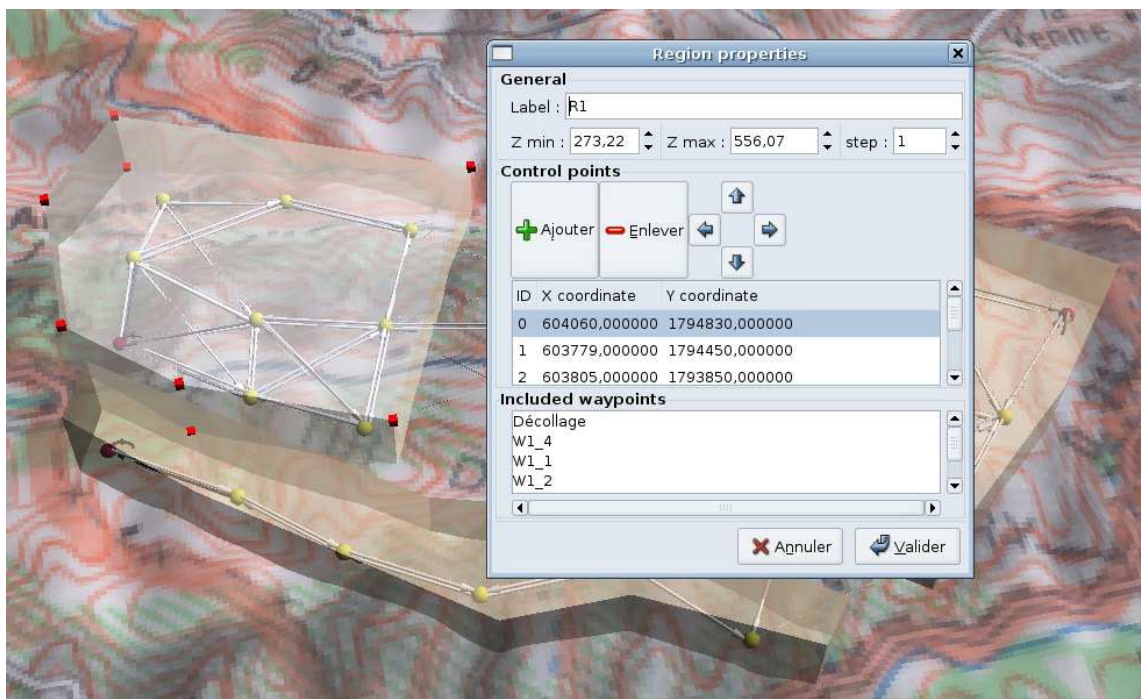 Verne
Region properties
General
Label : R1
Z min : 273,22 Z max : 556,07 step : 1
Control points
Ajouter Enlever
ID X coordinate Y coordinate
0 604060,000000 1794830,000000
1 603779,000000 1794450,000000
2 603805,000000 1793850,000000
Included waypoints
Décollage
W1_4
W1_1
W1_2
Annuler Valider